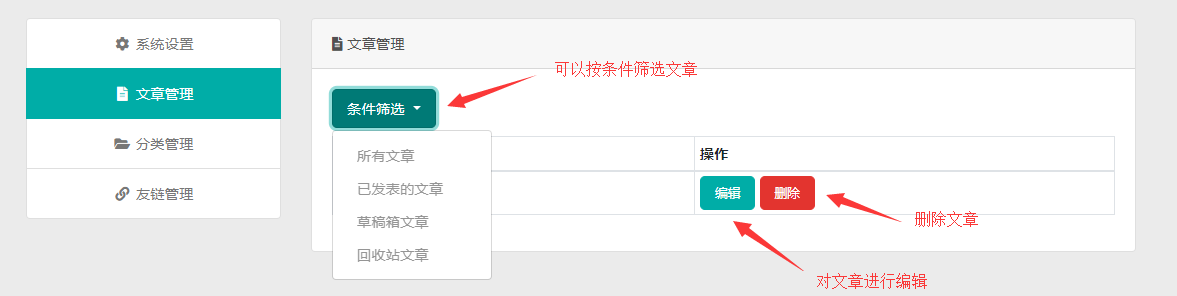 系统设置
文章管理
分类管理
友链管理
文章管理
可以按条件筛选文章
条件筛选
所有文章
已发表的文章
草稿箱文章
回收站文章
操作
编辑 删除
删除文章
对文章进行编辑